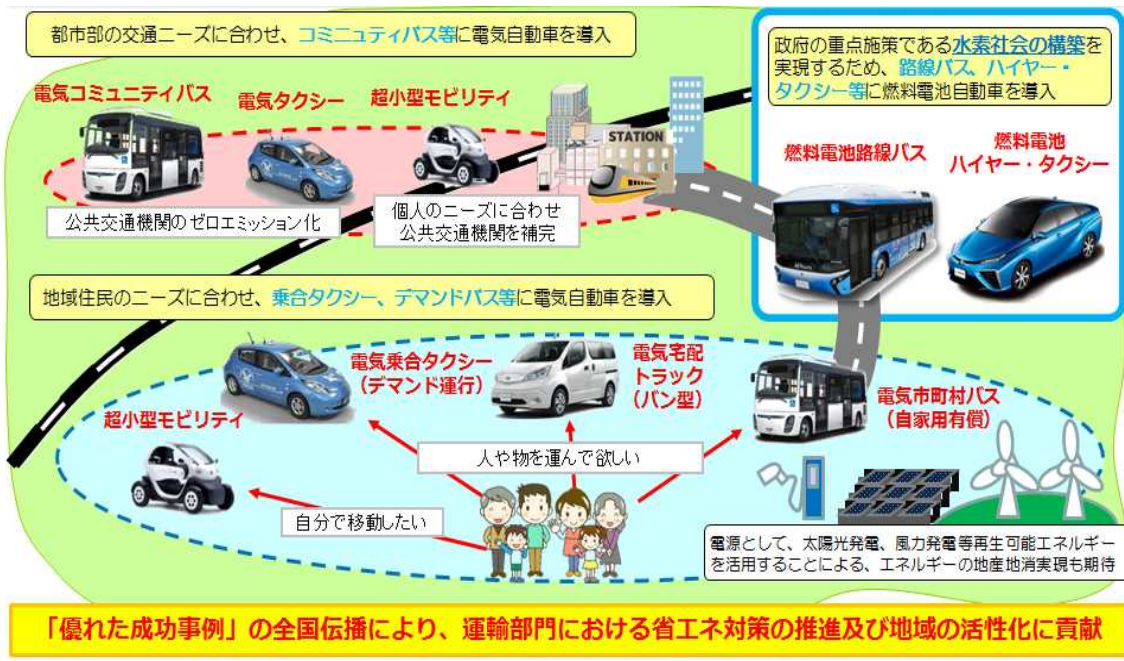 都市部の交通ニーズに合わせ、コミニュティバス等に電気自動車を導入
政府の重点施策である水素社会の構築を
実現するため、路線バス、ハイヤー・
タクシー等に燃料電池自動車を導入
電気コミュニティバス
電気タクシー
超小型モビリティ
STATION
燃料電池路線バス
燃料電池
ハイヤー・タクシー
公共交通機関のゼロエミッション化
個人のニーズに合わせ
公共交通機関を補完
地域住民のニーズに合わせ、乗合タクシー、デマンドバス等に電気自動車を導入
電気乗合タクシー
（デマンド運行）
電気宅配
トラック
（バン型）
電気市町村バス
（自家用有償）
超小型モビリティ
人や物を運んで欲しい
自分で移動したい
電源として、太陽光発電、風力発電等再生可能エネルギー
を活用することによる、エネルギーの地産地消実現も期待
「優れた成功事例」の全国伝播により、運輸部門における省エネ対策の推進及び地域の活性化に貢献